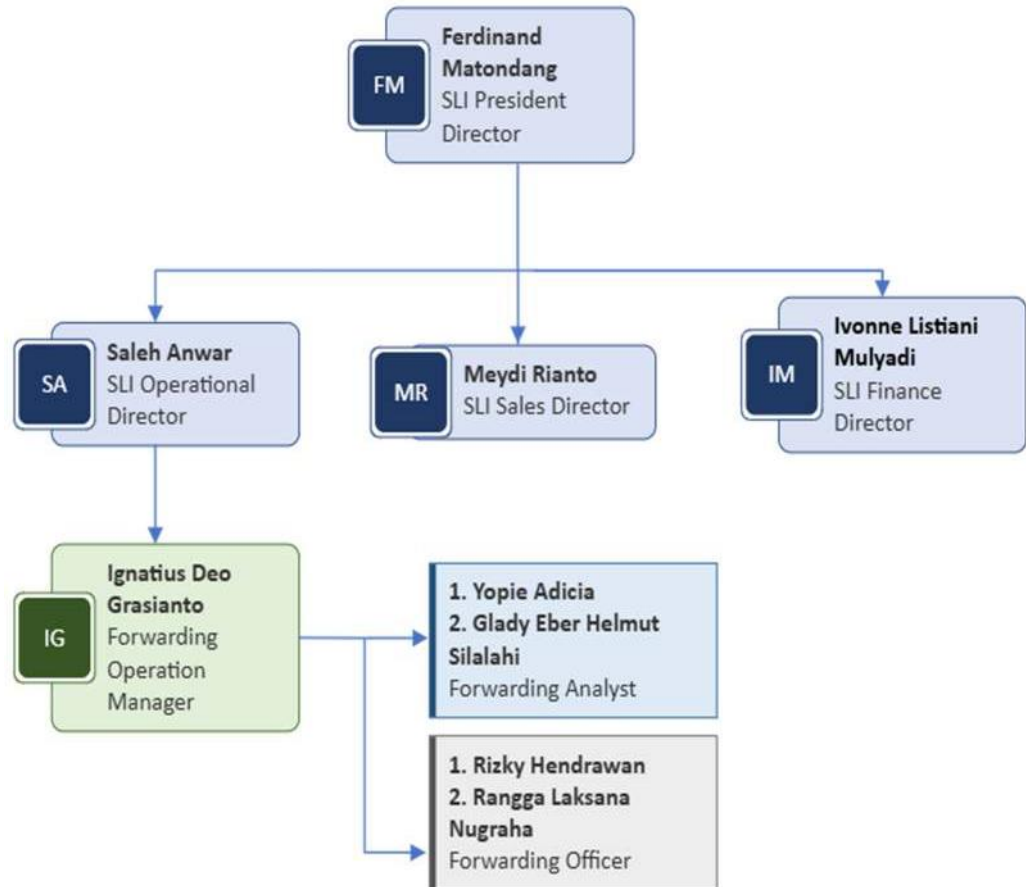 FM
Ferdinand
Matondang
SLI President
Director
SA
Saleh Anwar
SLI Operational
Director
MR
Meydi Rianto
SLI Sales Director
IM
Ivonne Listiani
Mulyadi
SLI Finance
Director
IG
Ignatius Deo
Grasianto
Forwarding
Operation
Manager
1. Yopie Adicia
2. Glady Eber Helmut
Silalahi
Forwarding Analyst
1. Rizky Hendrawan
2. Rangga Laksana
Nugraha
Forwarding Officer